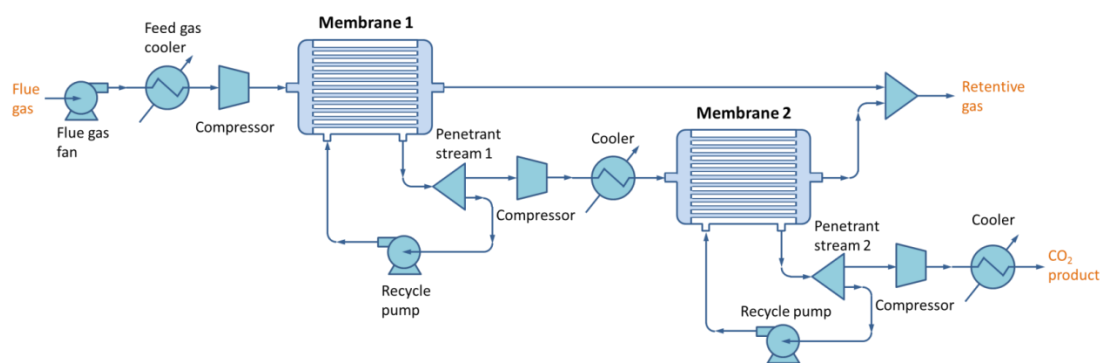 Membrane 1
Feed gas
cooler
Flue
gas
Flue gas
fan
Compressor
Retentive
gas
Membrane 2
Penetrant
stream 1
Cooler
Compressor
Recycle
pump
Penetrant
stream 2
Cooler
CO₂
product
Compressor
Recycle pump